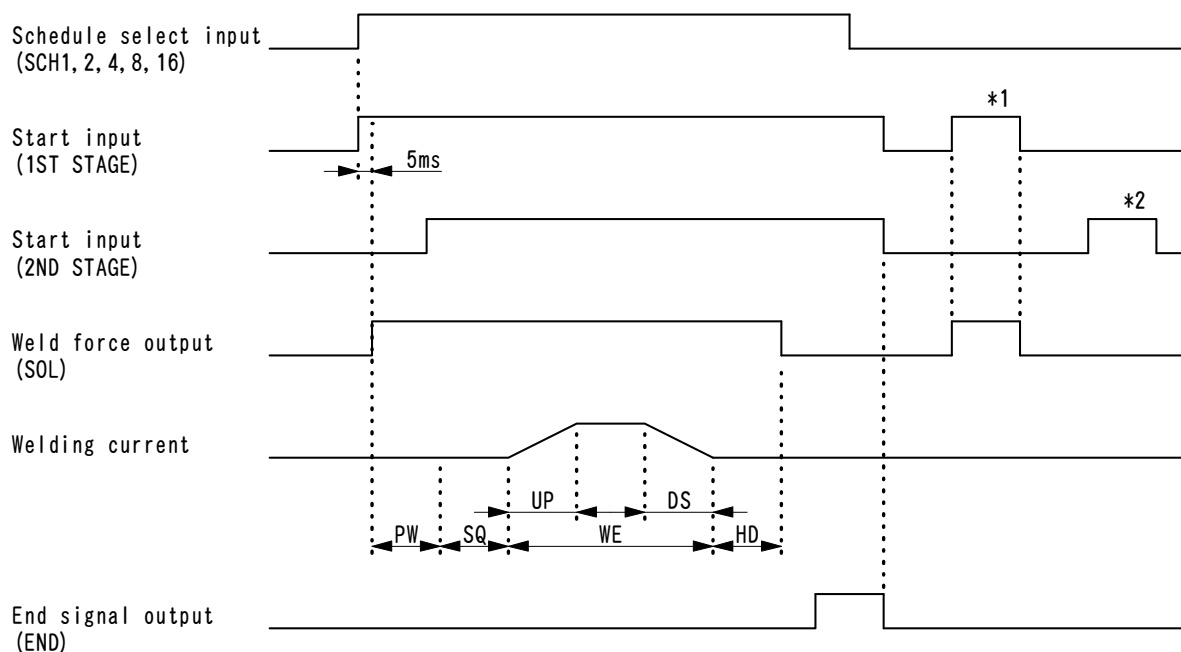 Schedule select input
(SCH1, 2, 4, 8, 16)
*1
Start input
(1ST STAGE)
5ms
*2
Start input
(2ND STAGE)
Weld force output
(SOL)
Welding current
UP
DS
PW
SQ
WE
HD
End signal output
(END)